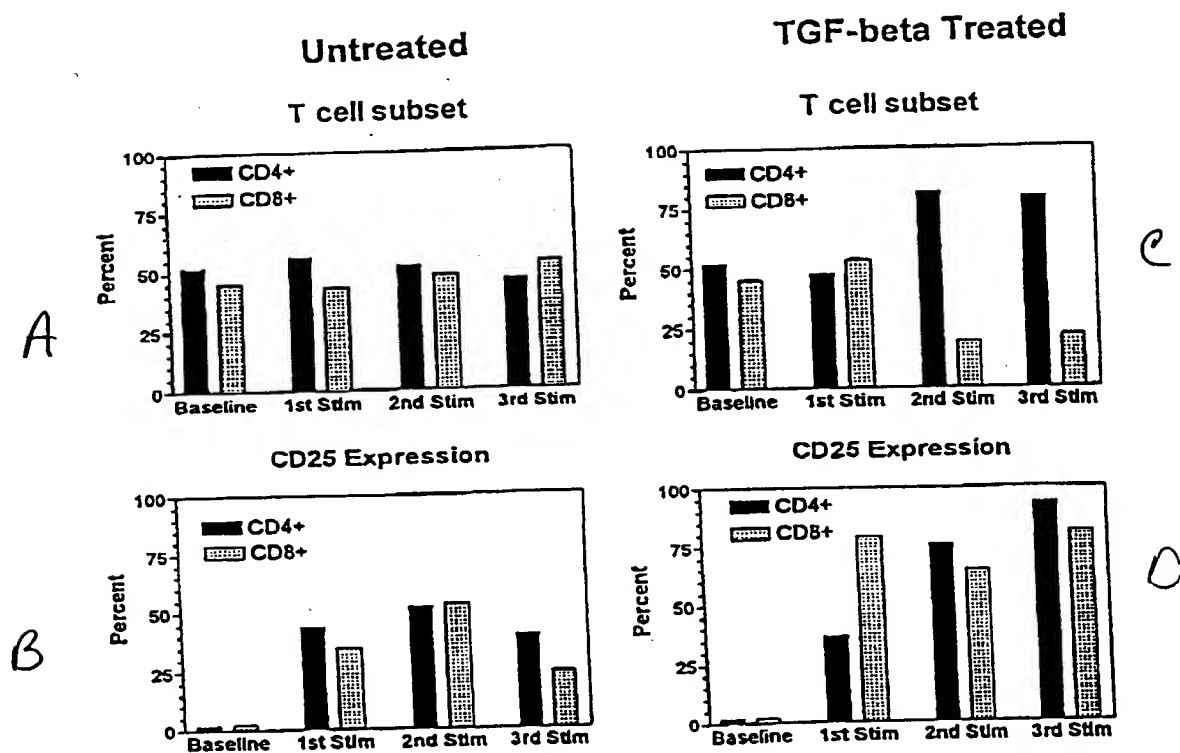 Untreated
TGF-beta Treated
T cell subset
100
75
50
25
0
Percent
CD4+
CD8+
Baseline
1st Stim
2nd Stim
3rd Stim
A
T cell subset
100
75
50
25
0
Percent
CD4+
CD8+
Baseline
1st Stim
2nd Stim
3rd Stim
C
CD25 Expression
100
75
50
25
0
Percent
CD4+
CD8+
Baseline
1st Stim
2nd Stim
3rd Stim
B
CD25 Expression
100
75
50
25
0
Percent
CD4+
CD8+
Baseline
1st Stim
2nd Stim
3rd Stim
D